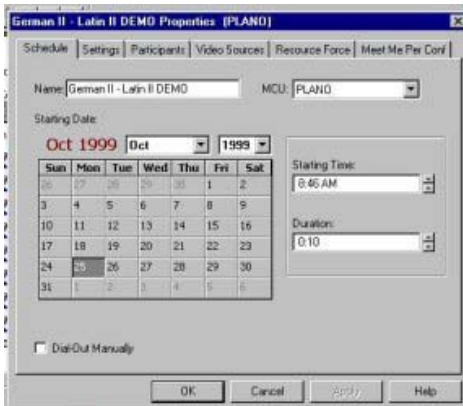 German II - Latin II DEMO Properties (PLANO)
Schedule Settings Participants Video Sources Resource Force Meet Me Per Conf
Name: German II - Latin II DEMO MCU: PLANO
Starting Date:
Oct 1999 Oct 1999
Sun Mon Tue Wed Thu Fri Sat
26 27 28 29 30 1 2
3 4 5 6 7 8 9
10 11 12 13 14 15 16
17 18 19 20 21 22 23
24 25 26 27 28 29 30
31 1 2 3 4 5 6
Starting Time:
8:46 AM
Duration:
0:10
Dial-Out Manually
OK Cancel Apply Help